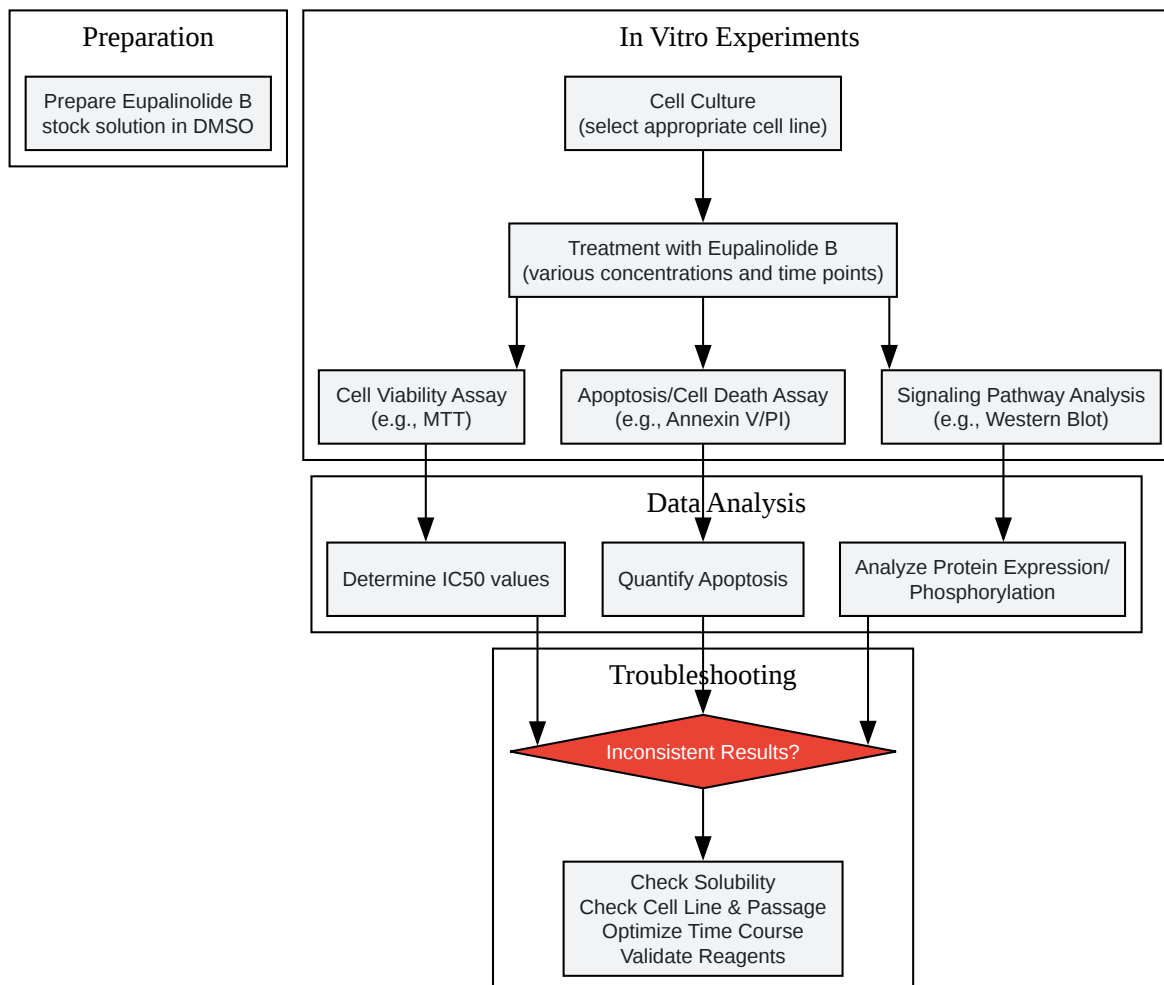 Preparation
Prepare Eupalinolide B
stock solution in DMSO
In Vitro Experiments
Cell Culture
(select appropriate cell line)
Treatment with Eupalinolide B
(various concentrations and time points)
Cell Viability Assay
(e.g., MTT)
Apoptosis/Cell Death Assay
(e.g., Annexin V/PI)
Signaling Pathway Analysis
(e.g., Western Blot)
Data Analysis
Determine IC50 values
Quantify Apoptosis
Analyze Protein Expression/
Phosphorylation
Troubleshooting
Inconsistent Results?
Check Solubility
Check Cell Line & Passage
Optimize Time Course
Validate Reagents